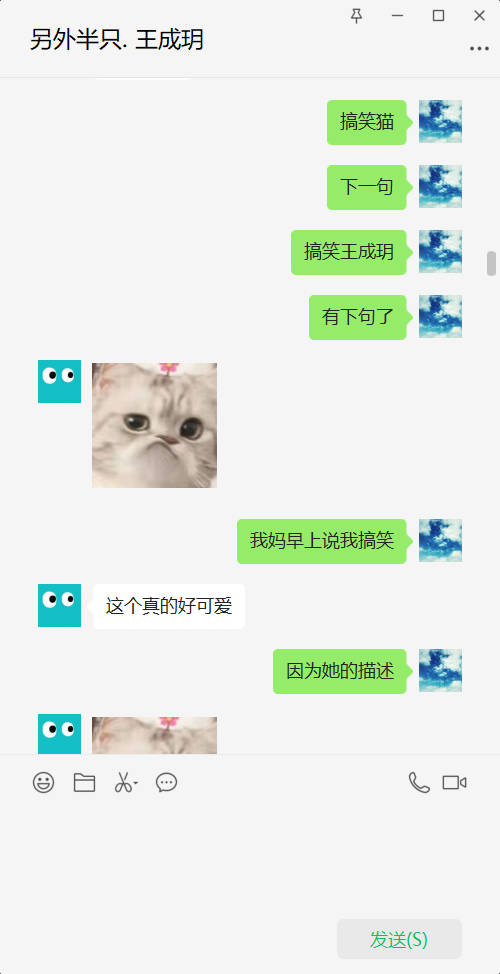 另外半只. 王成玥
搞笑猫
下一句
搞笑王成玥
有下句了
我妈早上说我搞笑
这个真的好可爱
因为她的描述
发送(S)